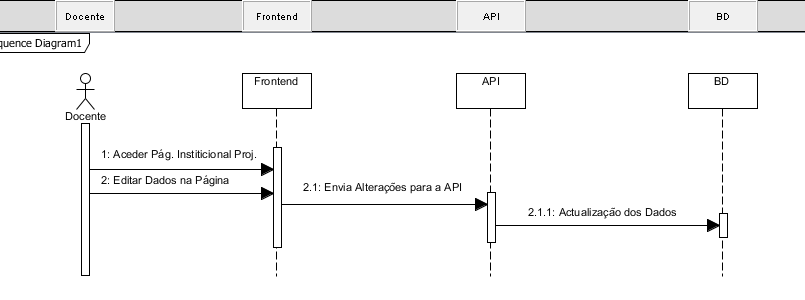 Docente Frontend API BD
quence Diagram1
Frontend API BD
Docente
1: Aceder Pág. Institicional Proj.
2: Editar Dados na Página
2.1: Envia Alterações para a API
2.1.1: Actualização dos Dados